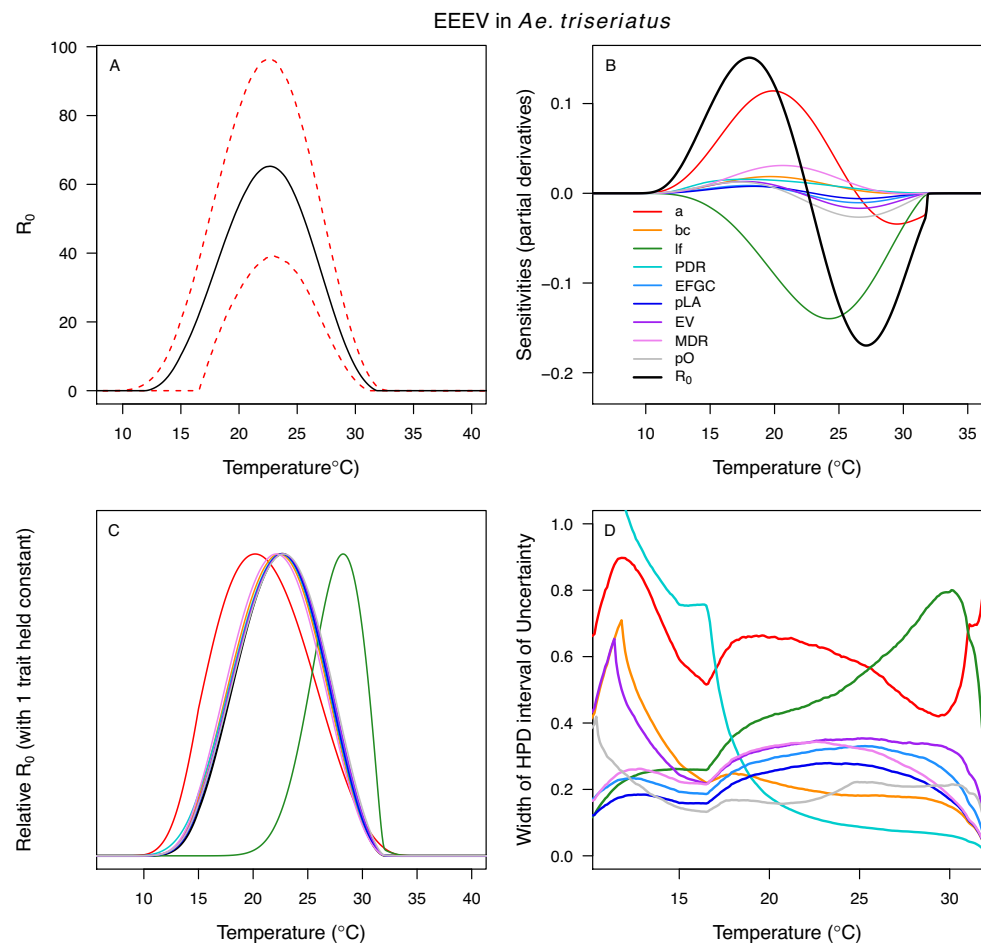 EEEV in Ae. triseriatus
A
R0
0
20
40
60
80
100
10
15
20
25
30
35
40
Temperature°C)
B
Sensitivities (partial derivatives)
0.1
0.0
−0.1
−0.2
a
bc
lf
PDR
EFGC
pLA
EV
MDR
pO
R0
10
15
20
25
30
35
Temperature (°C)
C
Relative R0 (with 1 trait held constant)
10
15
20
25
30
35
40
Temperature (°C)
D
Width of HPD interval of Uncertainty
1.0
0.8
0.6
0.4
0.2
0.0
15
20
25
30
Temperature (°C)